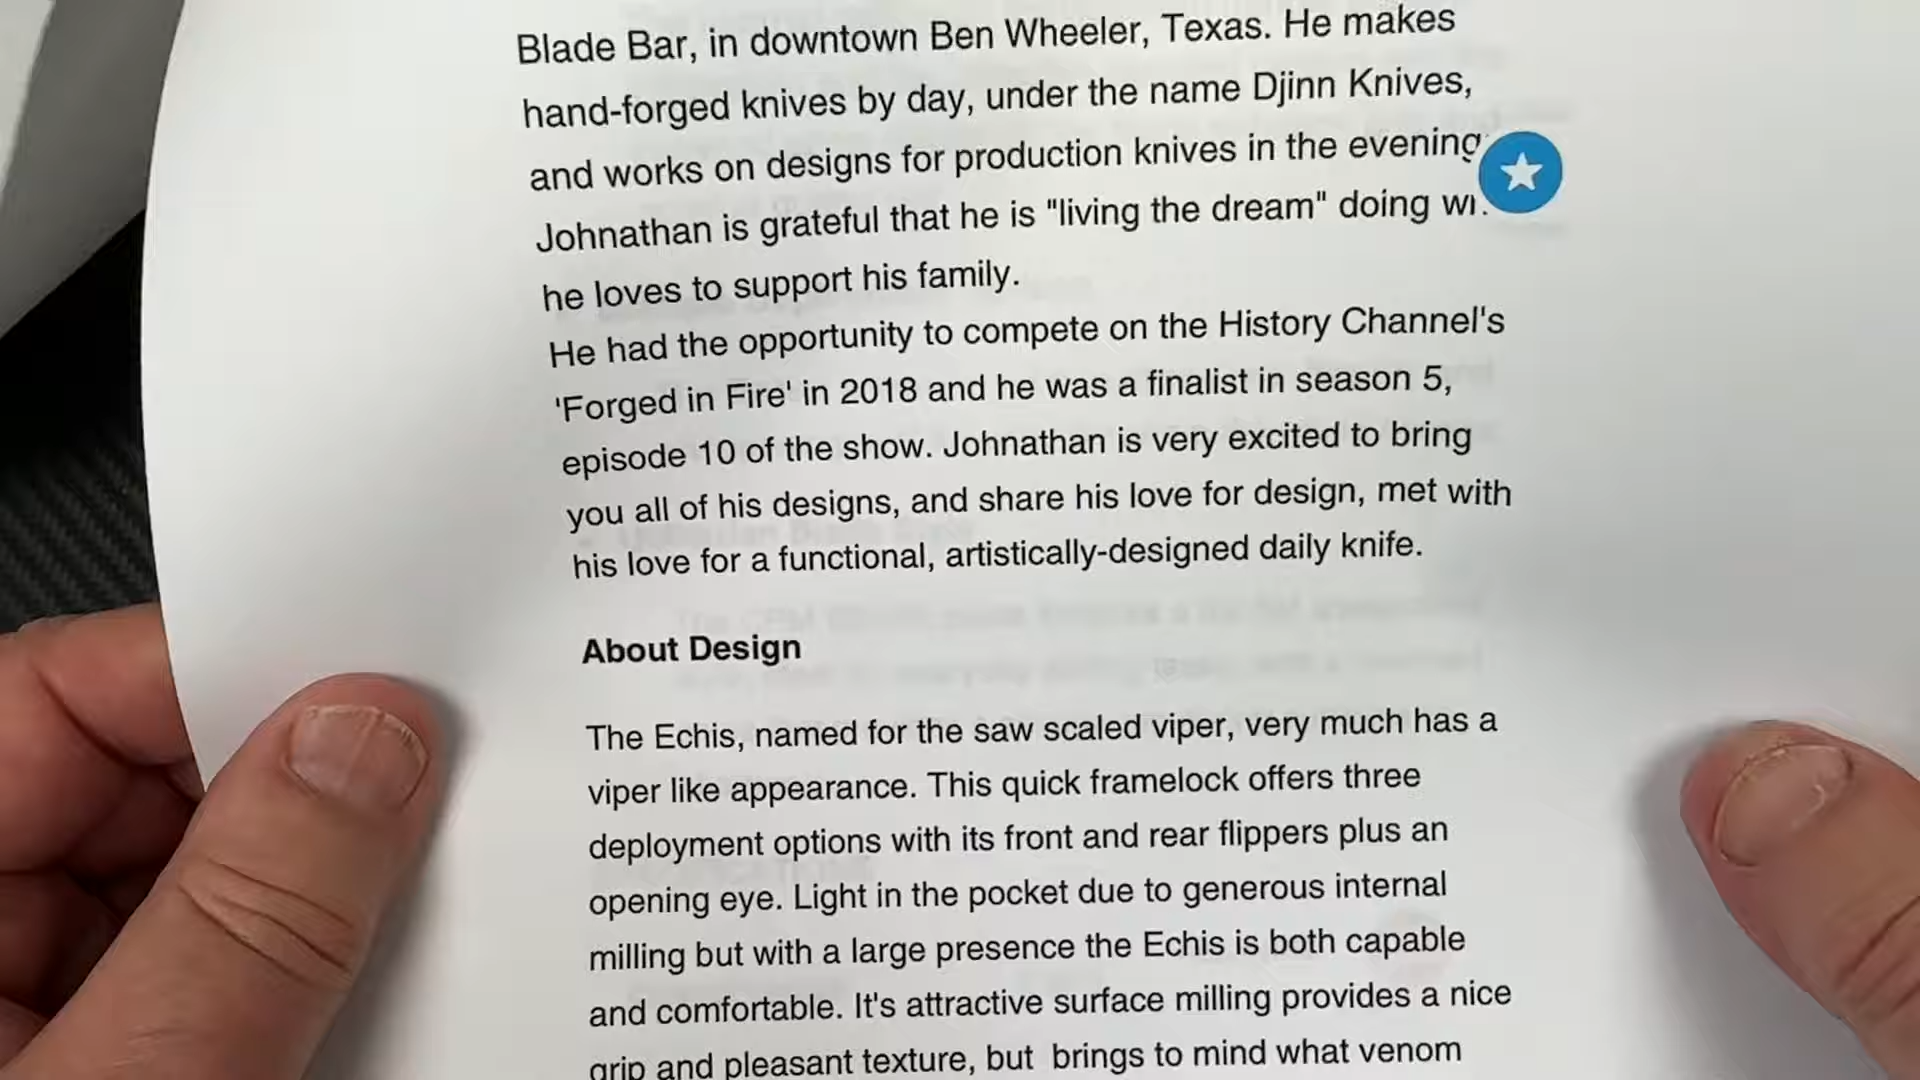 Blade Bar, in downtown Ben Wheeler, Texas. He makes
hand-forged knives by day, under the name Djinn Knives,
and works on designs for production knives in the evening
Johnathan is grateful that he is "living the dream" doing
he loves to support his family.
He had the opportunity to compete on the History Channel's
'Forged in Fire' in 2018 and he was a finalist in season 5,
episode 10 of the show. Johnathan is very excited to bring
you all of his designs, and share his love for design, met with
his love for a functional, artistically-designed daily knife.
About Design
The Echis, named for the saw scaled viper, very much has a
viper like appearance. This quick framelock offers three
deployment options with its front and rear flippers plus an
opening eye. Light in the pocket due to generous internal
milling but with a large presence the Echis is both capable
and comfortable. It's attractive surface milling provides a nice
grip and pleasant texture, but brings to mind what venom